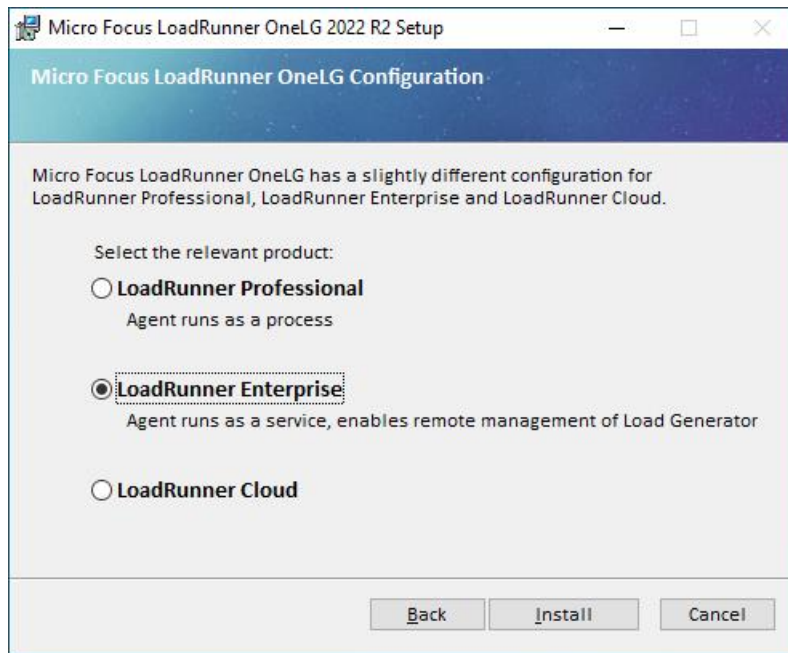 Micro Focus LoadRunner OneLG 2022 R2 Setup
Micro Focus LoadRunner OneLG Configuration
Micro Focus LoadRunner OneLG has a slightly different configuration for
LoadRunner Professional, LoadRunner Enterprise and LoadRunner Cloud.
Select the relevant product:
LoadRunner Professional
Agent runs as a process
LoadRunner Enterprise
Agent runs as a service, enables remote management of Load Generator
LoadRunner Cloud
Back Install Cancel